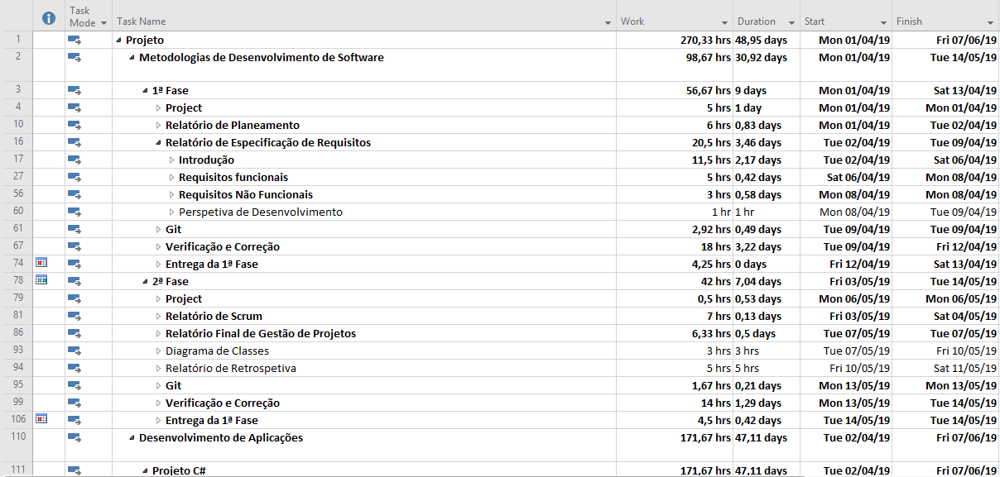 Task Mode Task Name Work Duration Start Finish
1 Projeto 270,33 hrs 48,95 days Mon 01/04/19 Fri 07/06/19
2 Metodologias de Desenvolvimento de Software 98,67 hrs 30,92 days Mon 01/04/19 Tue 14/05/19
3 1ª Fase 56,67 hrs 9 days Mon 01/04/19 Sat 13/04/19
4 Project 5 hrs 1 day Mon 01/04/19 Mon 01/04/19
10 Relatório de Planeamento 6 hrs 0,83 days Mon 01/04/19 Tue 02/04/19
16 Relatório de Especificação de Requisitos 20,5 hrs 3,46 days Tue 02/04/19 Tue 09/04/19
17 Introdução 11,5 hrs 2,17 days Tue 02/04/19 Sat 06/04/19
27 Requisitos funcionais 5 hrs 0,42 days Sat 06/04/19 Mon 08/04/19
56 Requisitos Não Funcionais 3 hrs 0,58 days Mon 08/04/19 Mon 08/04/19
60 Perspetiva de Desenvolvimento 1 hr 1 hr Mon 08/04/19 Tue 09/04/19
61 Git 2,92 hrs 0,49 days Tue 09/04/19 Tue 09/04/19
67 Verificação e Correção 18 hrs 3,22 days Tue 09/04/19 Fri 12/04/19
74 Entrega da 1ª Fase 4,25 hrs 0 days Fri 12/04/19 Sat 13/04/19
78 2ª Fase 42 hrs 7,04 days Fri 03/05/19 Tue 14/05/19
79 Project 0,5 hrs 0,53 days Mon 06/05/19 Mon 06/05/19
81 Relatório de Scrum 7 hrs 0,13 days Fri 03/05/19 Sat 04/05/19
86 Relatório Final de Gestão de Projetos 6,33 hrs 0,5 days Tue 07/05/19 Tue 07/05/19
93 Diagrama de Classes 3 hrs 3 hrs Tue 07/05/19 Fri 10/05/19
94 Relatório de Retrospetiva 5 hrs 5 hrs Fri 10/05/19 Sat 11/05/19
95 Git 1,67 hrs 0,21 days Mon 13/05/19 Mon 13/05/19
99 Verificação e Correção 14 hrs 1,29 days Mon 13/05/19 Tue 14/05/19
106 Entrega da 1ª Fase 4,5 hrs 0,42 days Tue 14/05/19 Tue 14/05/19
110 Desenvolvimento de Aplicações 171,67 hrs 47,11 days Tue 02/04/19 Fri 07/06/19
111 Projeto C# 171,67 hrs 47,11 days Tue 02/04/19 Fri 07/06/19